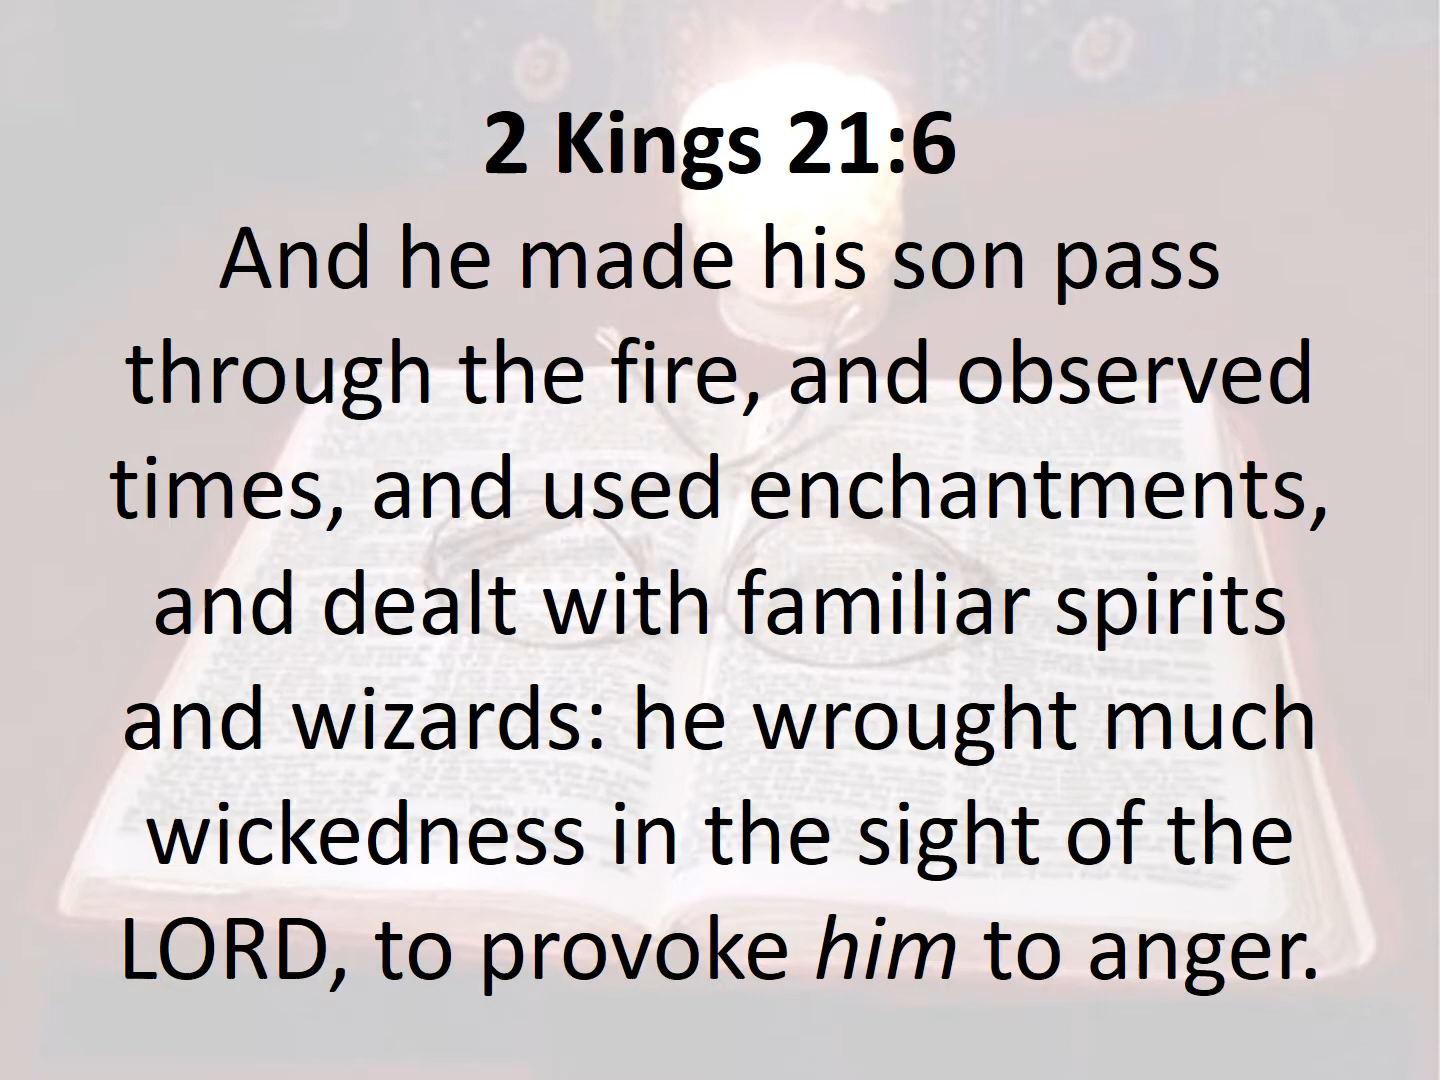 2 Kings 21:6
And he made his son pass
through the fire, and observed
times, and used enchantments,
and dealt with familiar spirits
and wizards: he wrought much
wickedness in the sight of the
LORD, to provoke him to anger.